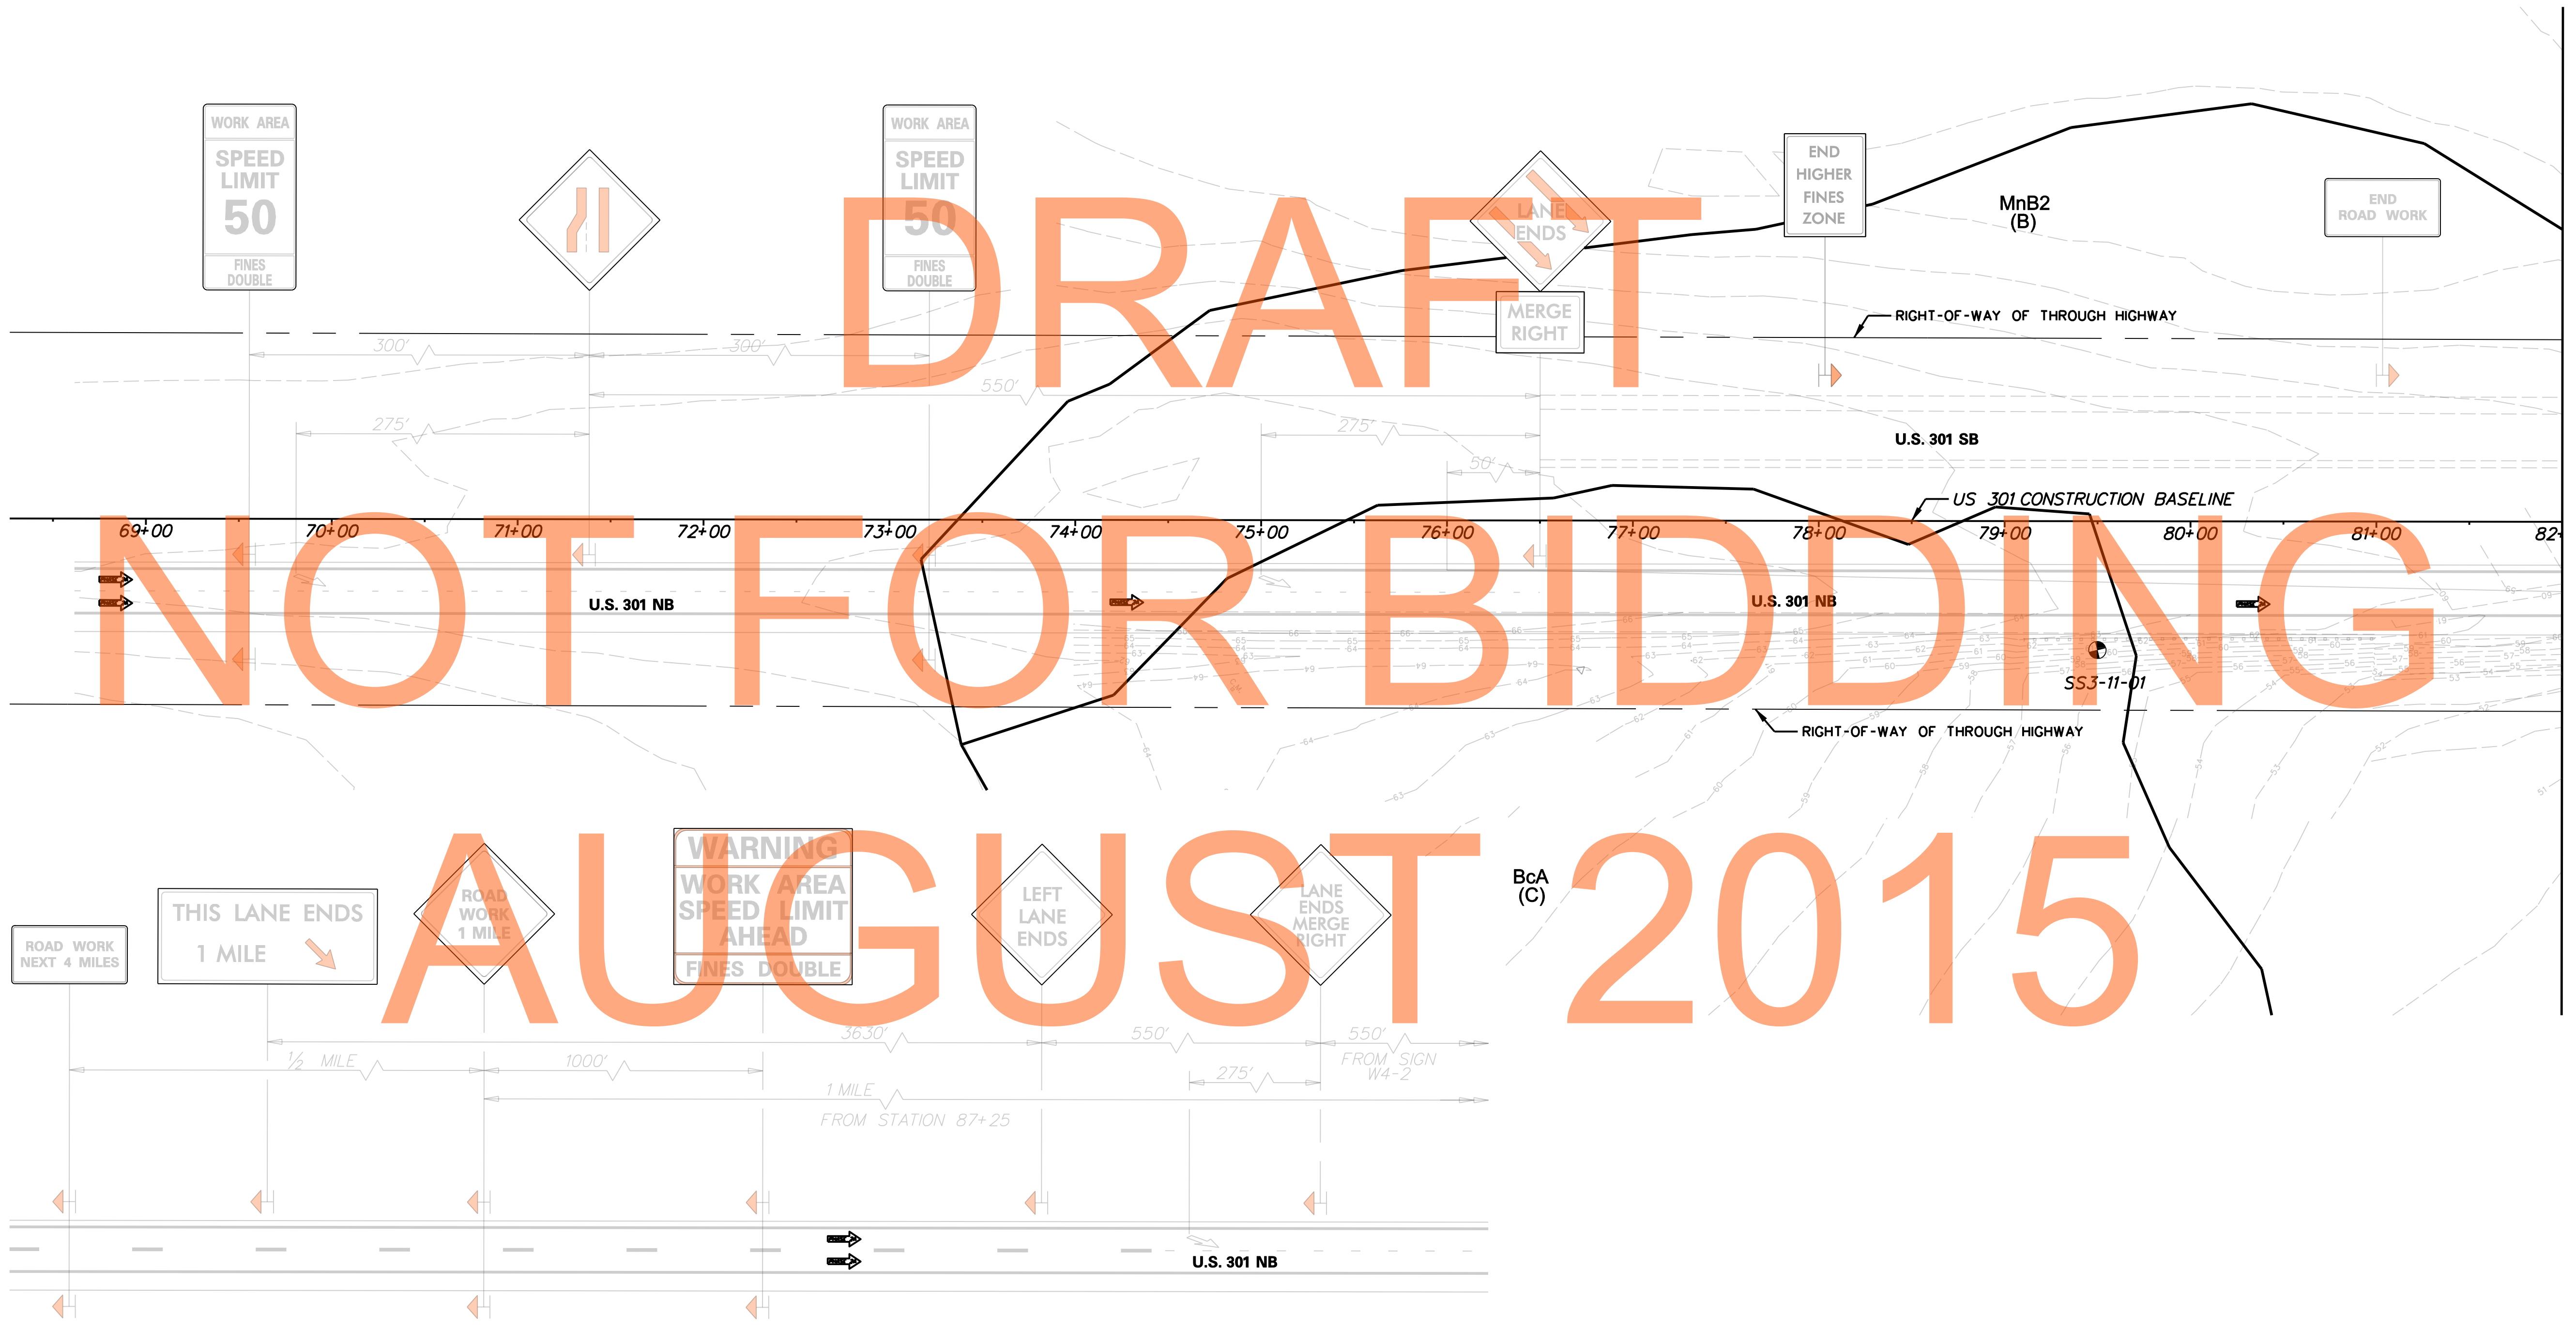 WORK AREA
SPEED
LIMIT
50
FINES
DOUBLE
WORK AREA
SPEED
LIMIT
50
FINES
DOUBLE
LANE
ENDS
MERGE
RIGHT
END
HIGHER
FINES
ZONE
MnB2
(B)
END
ROAD WORK
DRAFT
RIGHT-OF-WAY OF THROUGH HIGHWAY
300'
300'
550'
275'
275'
50'
U.S. 301 SB
US 301 CONSTRUCTION BASELINE
69+00 70+00 71+00 72+00 73+00 74+00 75+00 76+00 77+00 78+00 79+00 80+00 81+00 82+
NOT FOR BIDDING
U.S. 301 NB
U.S. 301 NB
SS3-11-01
RIGHT-OF-WAY OF THROUGH HIGHWAY
AUGUST 2015
ROAD WORK
NEXT 4 MILES
THIS LANE ENDS
1 MILE
ROAD
WORK
1 MILE
WARNING
WORK AREA
SPEED LIMIT
AHEAD
FINES DOUBLE
LEFT
LANE
ENDS
LANE
ENDS
MERGE
RIGHT
BcA
(C)
3630'
550'
550'
FROM SIGN
W4-2
1/2 MILE
1000'
275'
1 MILE
FROM STATION 87+25
U.S. 301 NB